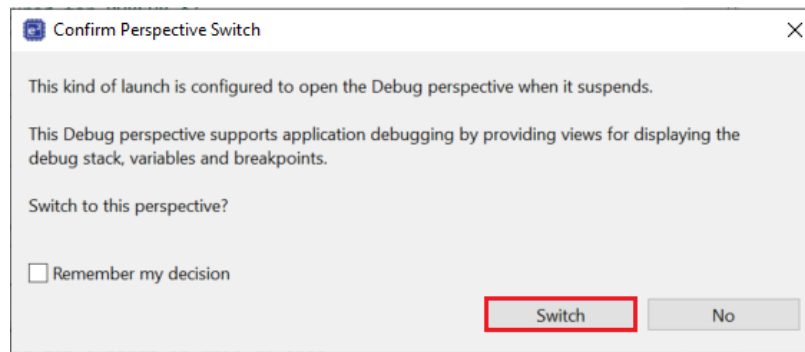 Confirm Perspective Switch
This kind of launch is configured to open the Debug perspective when it suspends.
This Debug perspective supports application debugging by providing views for displaying the
debug stack, variables and breakpoints.
Switch to this perspective?
Remember my decision
Switch
No